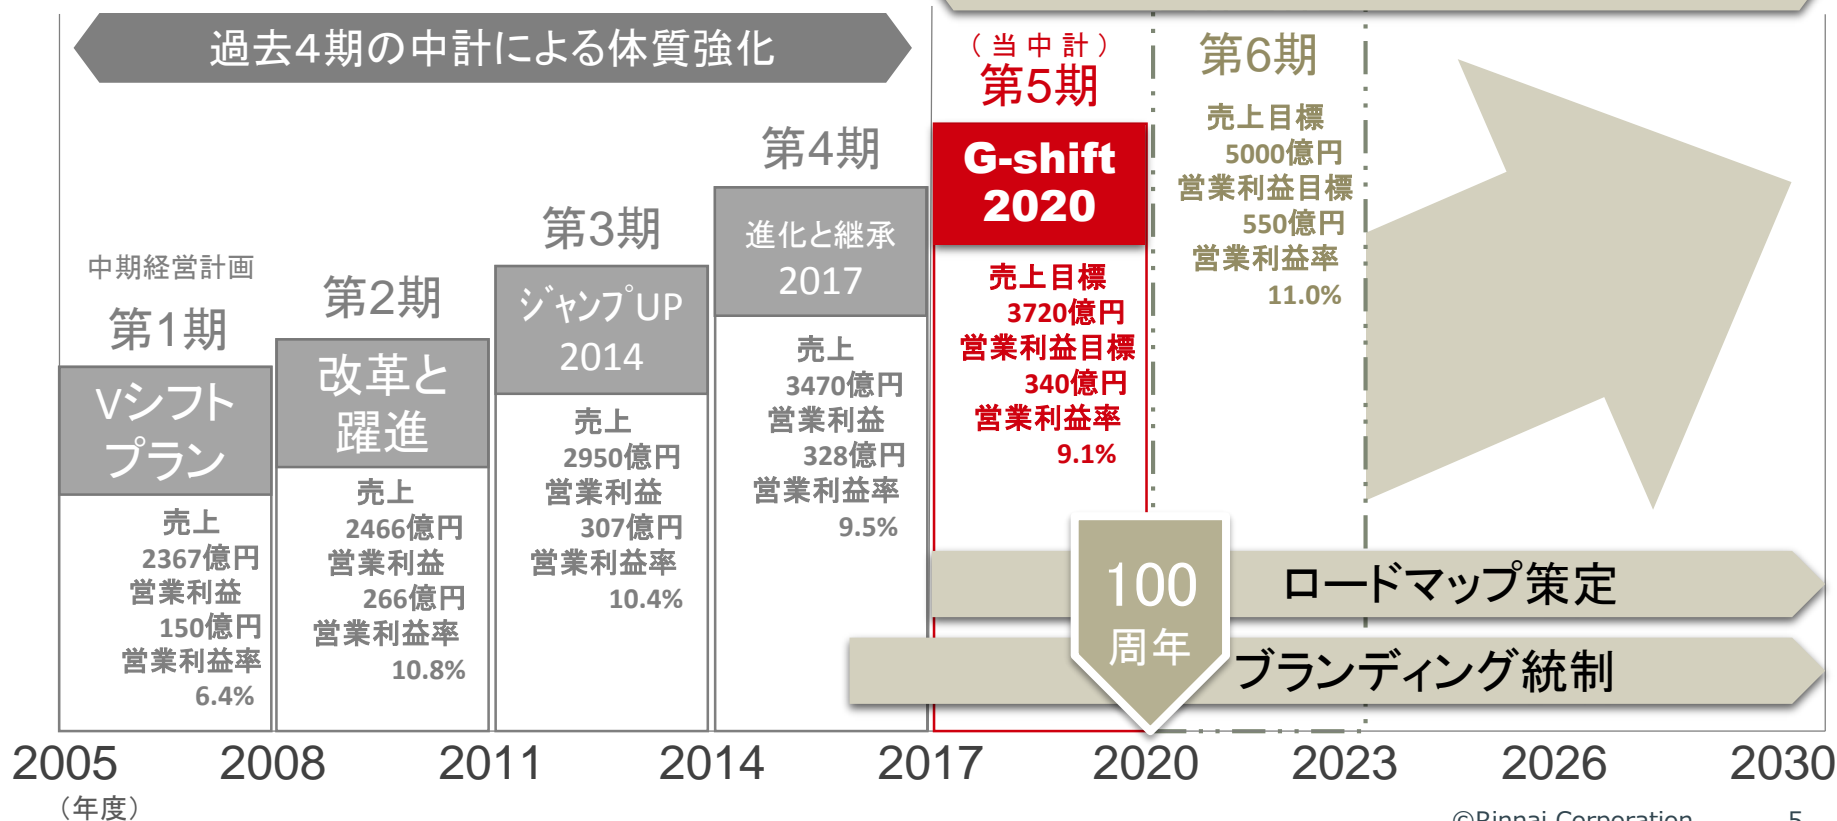 過去4期の中計による体質強化
中期経営計画
第1期
Vシフト
プラン
売上
2367億円
営業利益
150億円
営業利益率
6.4%
第2期
改革と
躍進
売上
2466億円
営業利益
266億円
営業利益率
10.8%
第3期
ジャンプUP
2014
売上
2950億円
営業利益
307億円
営業利益率
10.4%
第4期
進化と継承
2017
売上
3470億円
営業利益
328億円
営業利益率
9.5%
(当中計)
第5期
G-shift
2020
売上目標
3720億円
営業利益目標
340億円
営業利益率
9.1%
第6期
売上目標
5000億円
営業利益目標
550億円
営業利益率
11.0%
100
周年
ロードマップ策定
ブランディング統制
2005 2008 2011 2014 2017 2020 2023 2026 2030
(年度)
©Rinnai Corporation 5